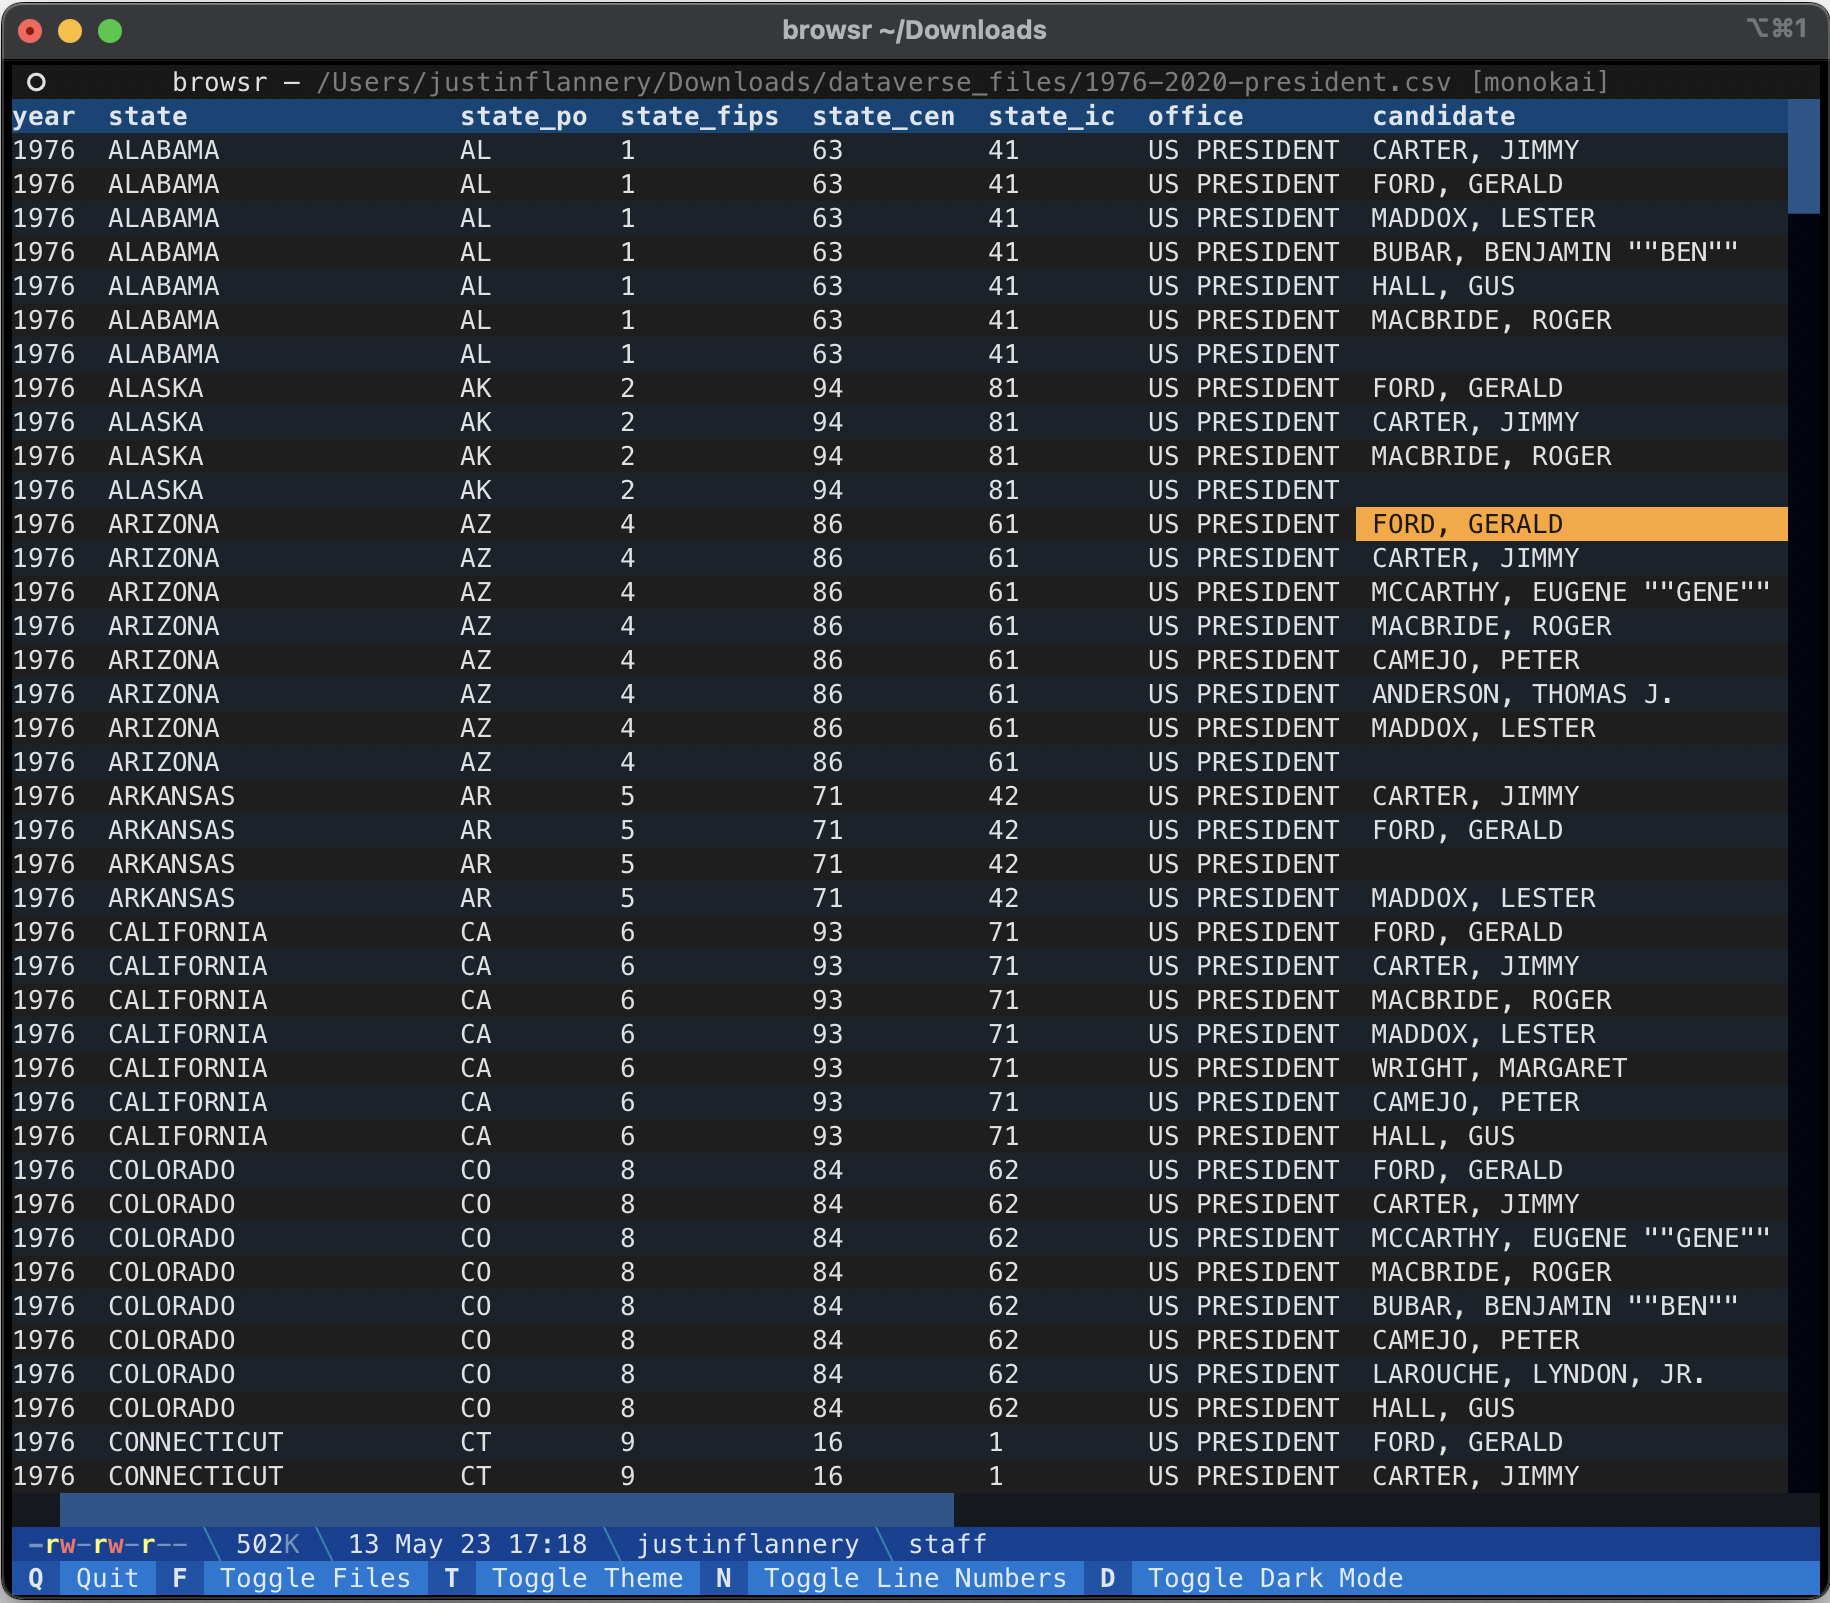 browsr ~/Downloads ⌥⌘1
browsr — /Users/justinflannery/Downloads/dataverse_files/1976-2020-president.csv [monokai]
year state state_po state_fips state_cen state_ic office candidate
1976 ALABAMA AL 1 63 41 US PRESIDENT CARTER, JIMMY
1976 ALABAMA AL 1 63 41 US PRESIDENT FORD, GERALD
1976 ALABAMA AL 1 63 41 US PRESIDENT MADDOX, LESTER
1976 ALABAMA AL 1 63 41 US PRESIDENT BUBAR, BENJAMIN ""BEN""
1976 ALABAMA AL 1 63 41 US PRESIDENT HALL, GUS
1976 ALABAMA AL 1 63 41 US PRESIDENT MACBRIDE, ROGER
1976 ALABAMA AL 1 63 41 US PRESIDENT
1976 ALASKA AK 2 94 81 US PRESIDENT FORD, GERALD
1976 ALASKA AK 2 94 81 US PRESIDENT CARTER, JIMMY
1976 ALASKA AK 2 94 81 US PRESIDENT MACBRIDE, ROGER
1976 ALASKA AK 2 94 81 US PRESIDENT
1976 ARIZONA AZ 4 86 61 US PRESIDENT FORD, GERALD
1976 ARIZONA AZ 4 86 61 US PRESIDENT CARTER, JIMMY
1976 ARIZONA AZ 4 86 61 US PRESIDENT MCCARTHY, EUGENE ""GENE""
1976 ARIZONA AZ 4 86 61 US PRESIDENT MACBRIDE, ROGER
1976 ARIZONA AZ 4 86 61 US PRESIDENT CAMEJO, PETER
1976 ARIZONA AZ 4 86 61 US PRESIDENT ANDERSON, THOMAS J.
1976 ARIZONA AZ 4 86 61 US PRESIDENT MADDOX, LESTER
1976 ARIZONA AZ 4 86 61 US PRESIDENT
1976 ARKANSAS AR 5 71 42 US PRESIDENT CARTER, JIMMY
1976 ARKANSAS AR 5 71 42 US PRESIDENT FORD, GERALD
1976 ARKANSAS AR 5 71 42 US PRESIDENT
1976 ARKANSAS AR 5 71 42 US PRESIDENT MADDOX, LESTER
1976 CALIFORNIA CA 6 93 71 US PRESIDENT FORD, GERALD
1976 CALIFORNIA CA 6 93 71 US PRESIDENT CARTER, JIMMY
1976 CALIFORNIA CA 6 93 71 US PRESIDENT MACBRIDE, ROGER
1976 CALIFORNIA CA 6 93 71 US PRESIDENT MADDOX, LESTER
1976 CALIFORNIA CA 6 93 71 US PRESIDENT WRIGHT, MARGARET
1976 CALIFORNIA CA 6 93 71 US PRESIDENT CAMEJO, PETER
1976 CALIFORNIA CA 6 93 71 US PRESIDENT HALL, GUS
1976 COLORADO CO 8 84 62 US PRESIDENT FORD, GERALD
1976 COLORADO CO 8 84 62 US PRESIDENT CARTER, JIMMY
1976 COLORADO CO 8 84 62 US PRESIDENT MCCARTHY, EUGENE ""GENE""
1976 COLORADO CO 8 84 62 US PRESIDENT MACBRIDE, ROGER
1976 COLORADO CO 8 84 62 US PRESIDENT BUBAR, BENJAMIN ""BEN""
1976 COLORADO CO 8 84 62 US PRESIDENT CAMEJO, PETER
1976 COLORADO CO 8 84 62 US PRESIDENT LAROUCHE, LYNDON, JR.
1976 COLORADO CO 8 84 62 US PRESIDENT HALL, GUS
1976 CONNECTICUT CT 9 16 1 US PRESIDENT FORD, GERALD
1976 CONNECTICUT CT 9 16 1 US PRESIDENT CARTER, JIMMY
-rw-rw-r-- 502K 13 May 23 17:18 justinflannery staff
Q Quit F Toggle Files T Toggle Theme N Toggle Line Numbers D Toggle Dark Mode